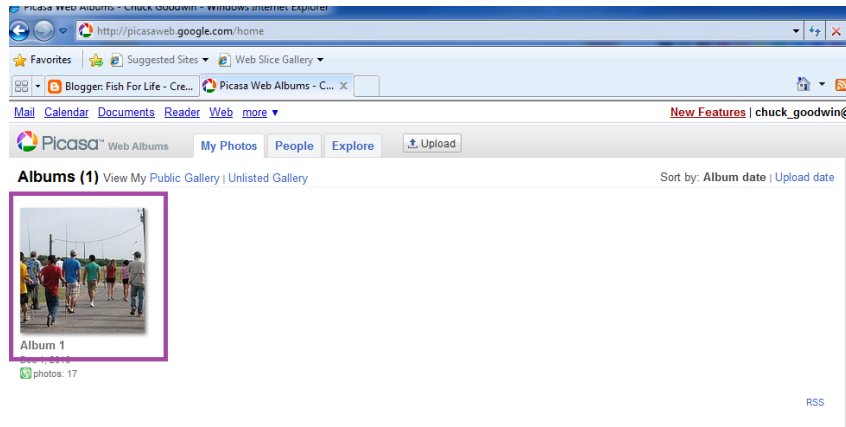 Picasa Web Albums - Chuck Goodwin - Windows Internet Explorer
http://picasaweb.google.com/home
Favorites Suggested Sites Web Slice Gallery
Blogger: Fish For Life - Cre... Picasa Web Albums - C... X
Mail Calendar Documents Reader Web more ▼ New Features | chuck_goodwin@
Picasa™ Web Albums My Photos People Explore Upload
Albums (1) View My Public Gallery | Unlisted Gallery Sort by: Album date | Upload date
Album 1
photos: 17
RSS